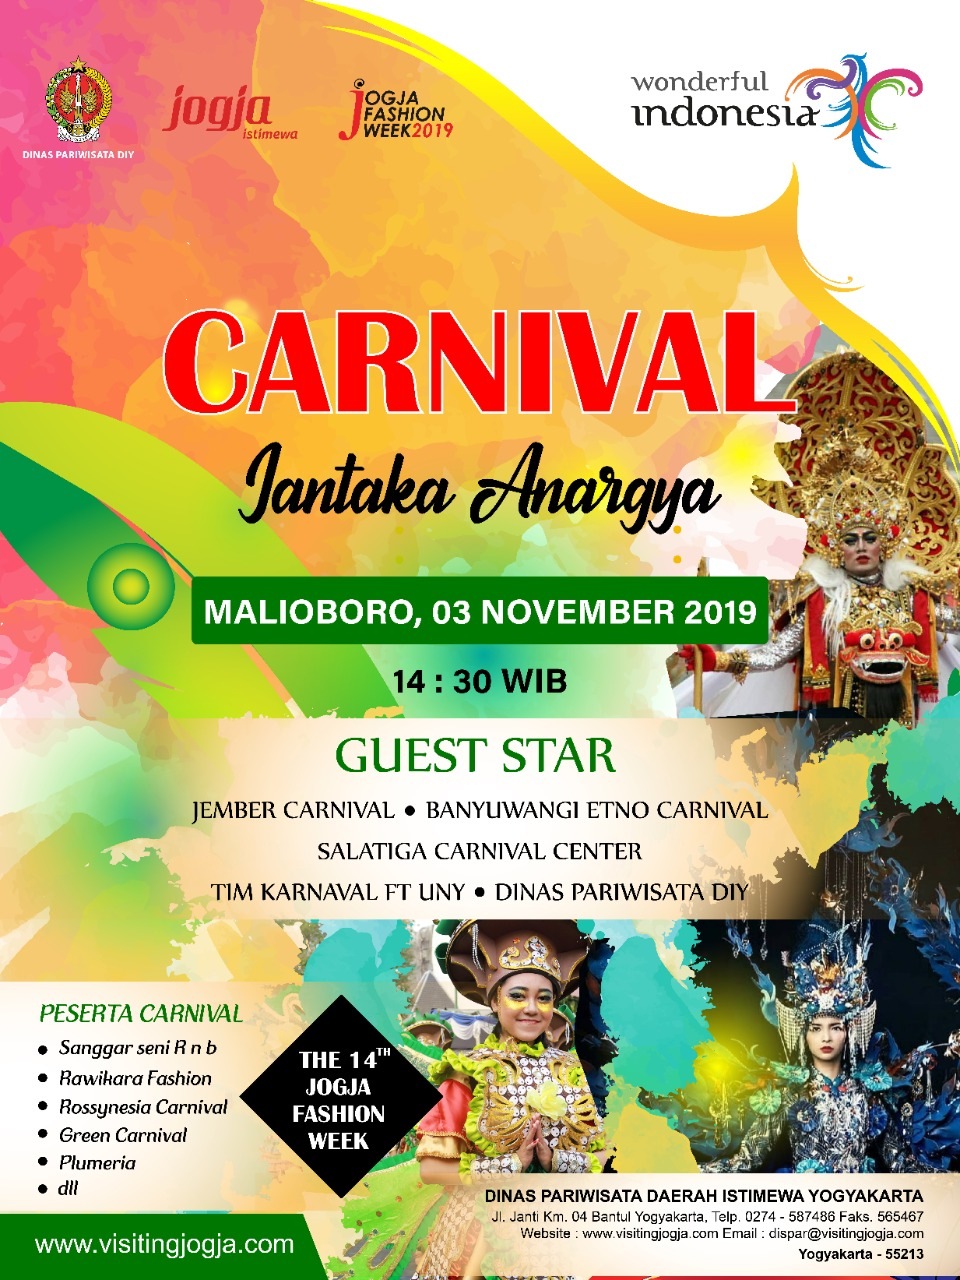 DINAS PARIWISATA DIY
jogja
istimewa
JOGJA
FASHION
WEEK2019
wonderful
indonesia
CARNIVAL
Jantaka Anargya
MALIOBORO, 03 NOVEMBER 2019
14 : 30 WIB
GUEST STAR
JEMBER CARNIVAL • BANYUWANGI ETNO CARNIVAL
SALATIGA CARNIVAL CENTER
TIM KARNAVAL FT UNY • DINAS PARIWISATA DIY
PESERTA CARNIVAL
• Sanggar seni R n b
• Rawikara Fashion
• Rossynesia Carnival
• Green Carnival
• Plumeria
• dll
THE 14TH
JOGJA
FASHION
WEEK
www.visitingjogja.com
DINAS PARIWISATA DAERAH ISTIMEWA YOGYAKARTA
Jl. Janti Km. 04 Bantul Yogyakarta, Telp. 0274 - 587486 Faks. 565467
Website : www.visitingjogja.com Email : dispar@visitingjogja.com
Yogyakarta - 55213